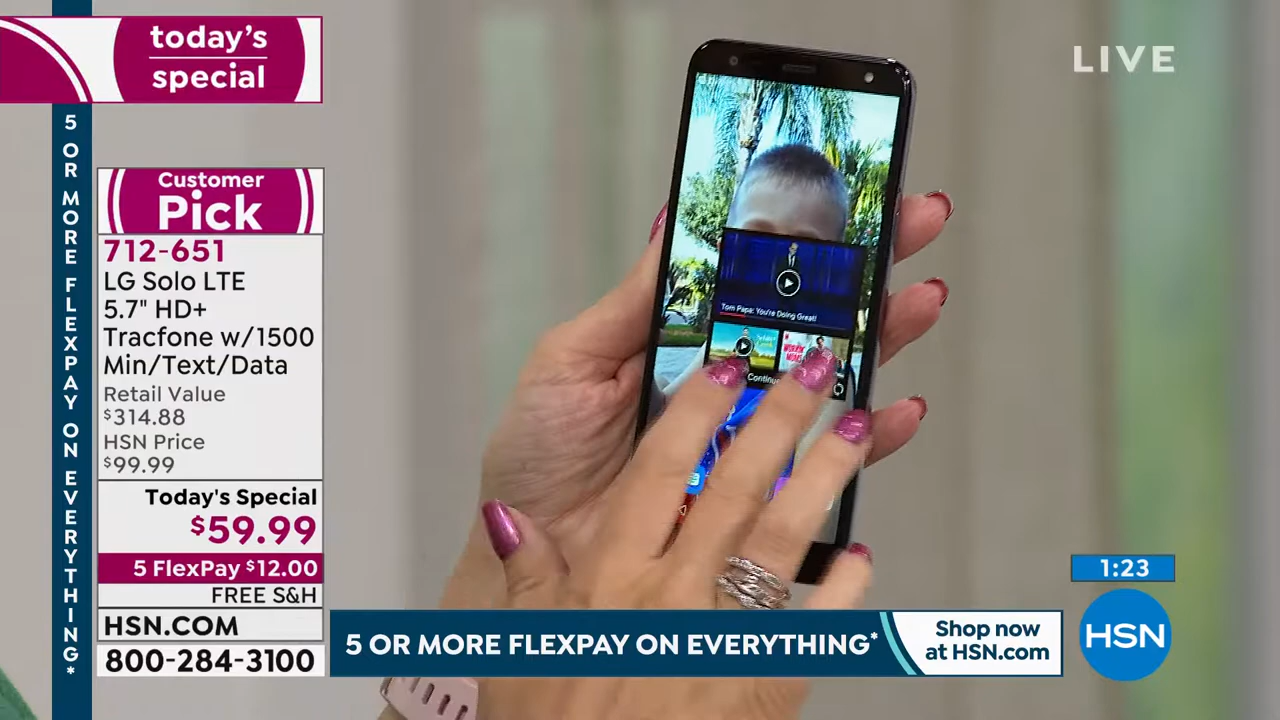 today's
special
LIVE
5 OR MORE FLEXPAY ON EVERYTHING*
Customer
Pick
712-651
LG Solo LTE
5.7" HD+
Tracfone w/1500
Min/Text/Data
Retail Value
$314.88
HSN Price
$99.99
Today's Special
$59.99
5 FlexPay $12.00
FREE S&H
HSN.COM
800-284-3100
Tom Papa: You're Doing Great!
1:23
5 OR MORE FLEXPAY ON EVERYTHING*
Shop now
at HSN.com
HSN